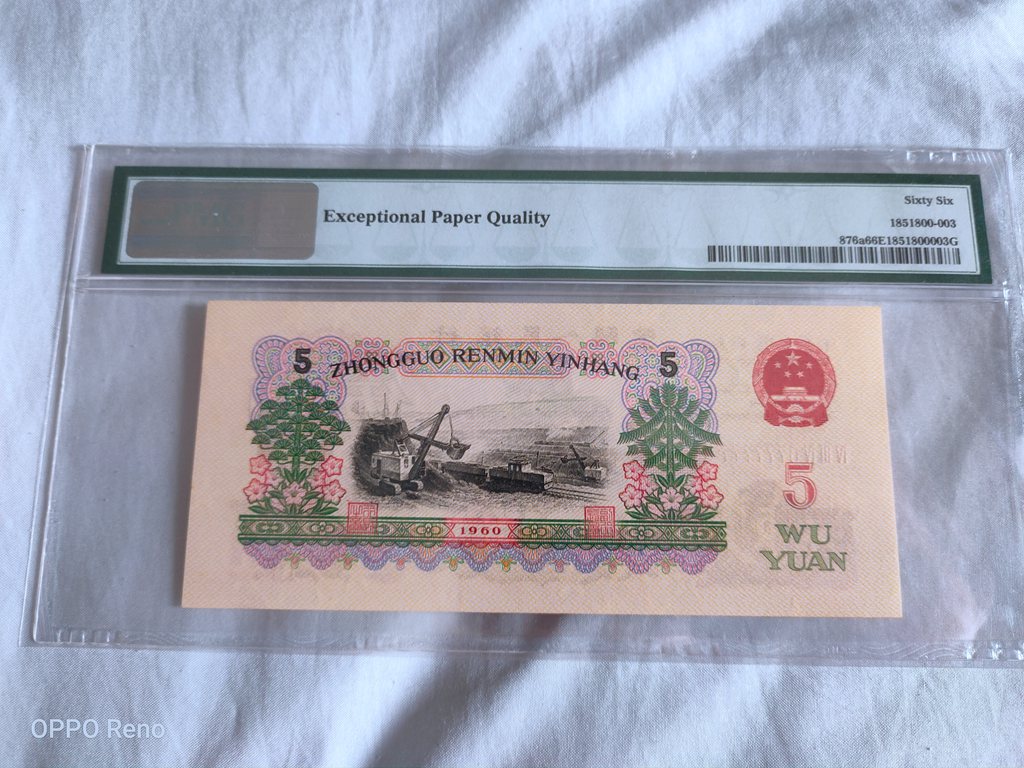 Exceptional Paper Quality
Sixty Six
1851800-003
876a66E1851800003G
5 ZHONGGUO RENMIN YINHANG 5
5
WU
YUAN
1960
OPPO Reno